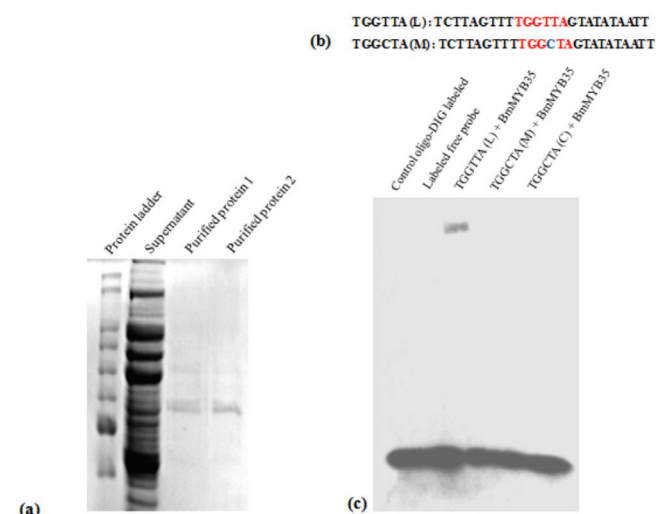 (b)
TGGTTA (L): TCTTAGTTTTGGTTAGTATATAATT
TGGCTA (M): TCTTAGTTTTGGCTAGTATATAATT
Control oligo-DIG labeled
Labeled free probe
TGGTTA (L) + BmMYB35
TGGCTA (M) + BmMYB35
TGGCTA (C) + BmMYB35
Protein ladder
Supernatant
Purified protein 1
Purified protein 2
(a)
(c)